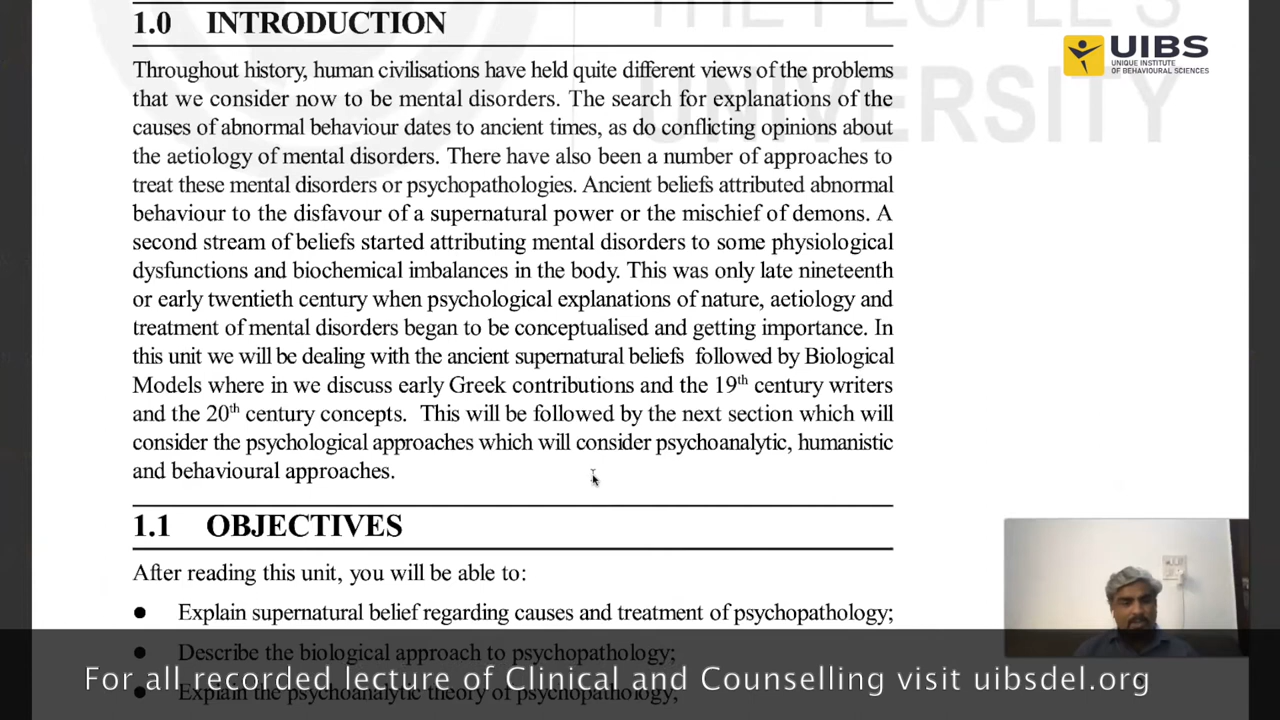 THE PEOPLE'S
UNIVERSITY
UIBS
UNIQUE INSTITUTE
OF BEHAVIOURAL SCIENCES
1.0 INTRODUCTION
Throughout history, human civilisations have held quite different views of the problems
that we consider now to be mental disorders. The search for explanations of the
causes of abnormal behaviour dates to ancient times, as do conflicting opinions about
the aetiology of mental disorders. There have also been a number of approaches to
treat these mental disorders or psychopathologies. Ancient beliefs attributed abnormal
behaviour to the disfavour of a supernatural power or the mischief of demons. A
second stream of beliefs started attributing mental disorders to some physiological
dysfunctions and biochemical imbalances in the body. This was only late nineteenth
or early twentieth century when psychological explanations of nature, aetiology and
treatment of mental disorders began to be conceptualised and getting importance. In
this unit we will be dealing with the ancient supernatural beliefs followed by Biological
Models where in we discuss early Greek contributions and the 19th century writers
and the 20th century concepts. This will be followed by the next section which will
consider the psychological approaches which will consider psychoanalytic, humanistic
and behavioural approaches.
1.1 OBJECTIVES
After reading this unit, you will be able to:
● Explain supernatural belief regarding causes and treatment of psychopathology;
● Describe the biological approach to psychopathology;
● Explain the psychoanalytic theory of psychopathology;
For all recorded lecture of Clinical and Counselling visit uibsdel.org